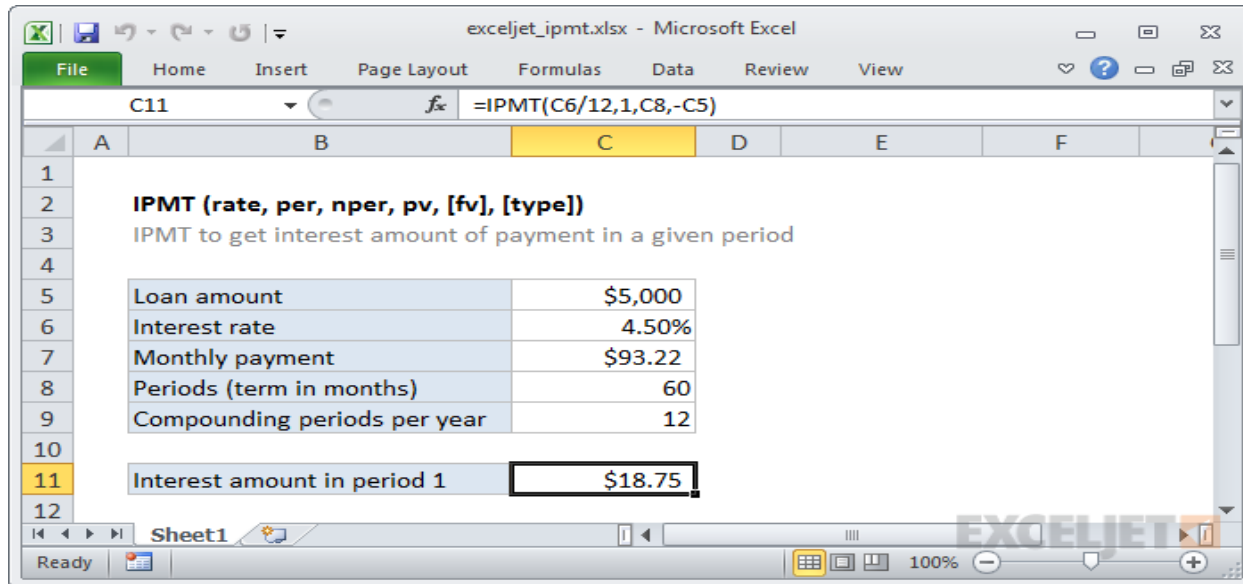 exceljet_ipmt.xlsx - Microsoft Excel
File Home Insert Page Layout Formulas Data Review View
C11 fx =IPMT(C6/12,1,C8,-C5)
A B C D E F
1
2 IPMT (rate, per, nper, pv, [fv], [type])
3 IPMT to get interest amount of payment in a given period
4
5 Loan amount $5,000
6 Interest rate 4.50%
7 Monthly payment $93.22
8 Periods (term in months) 60
9 Compounding periods per year 12
10
11 Interest amount in period 1 $18.75
12
Sheet1
EXCELJET
Ready 100%